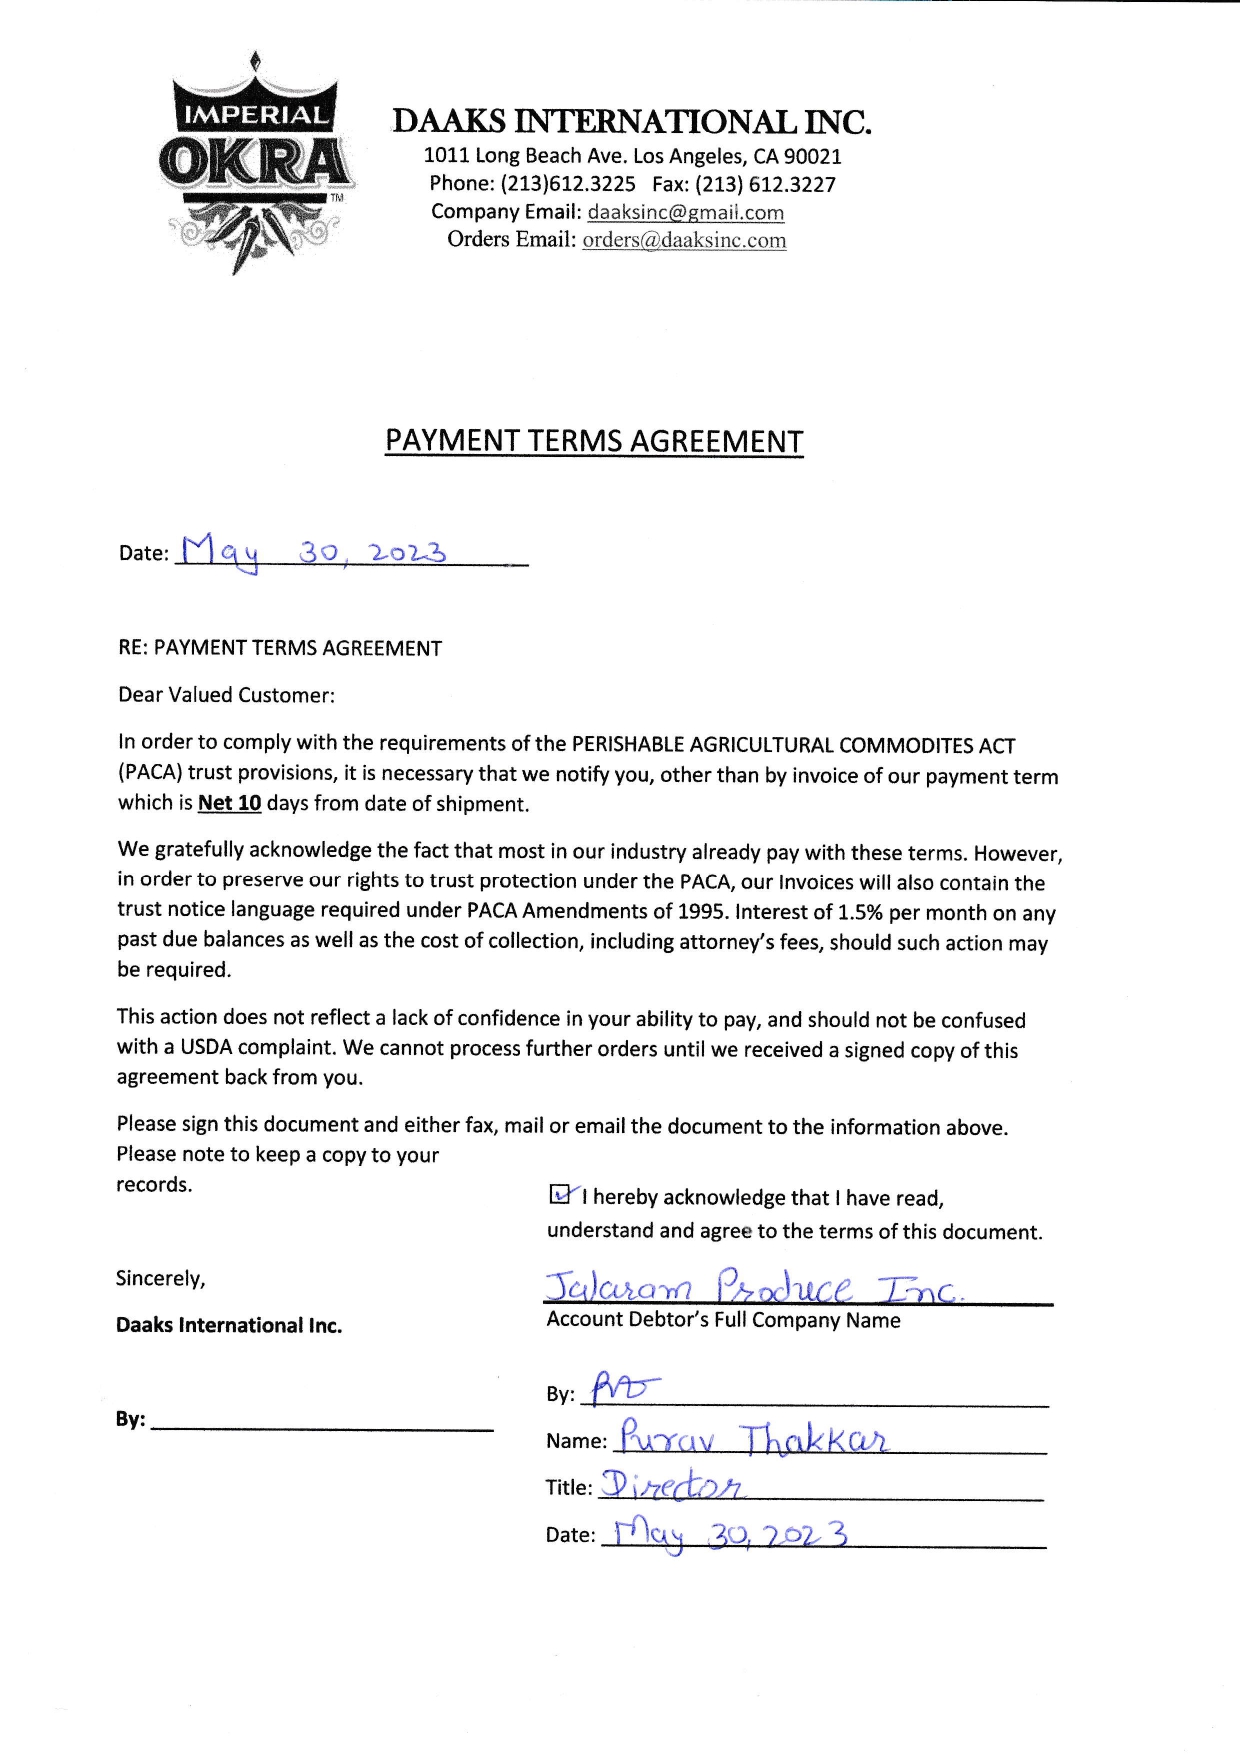 IMPERIAL
OKRA
TM
DAAKS INTERNATIONAL INC.
1011 Long Beach Ave. Los Angeles, CA 90021
Phone: (213)612.3225 Fax: (213) 612.3227
Company Email: daaksinc@gmail.com
Orders Email: orders@daaksinc.com
PAYMENT TERMS AGREEMENT
Date: May 30, 2023
RE: PAYMENT TERMS AGREEMENT
Dear Valued Customer:
In order to comply with the requirements of the PERISHABLE AGRICULTURAL COMMODITES ACT
(PACA) trust provisions, it is necessary that we notify you, other than by invoice of our payment term
which is Net 10 days from date of shipment.
We gratefully acknowledge the fact that most in our industry already pay with these terms. However,
in order to preserve our rights to trust protection under the PACA, our Invoices will also contain the
trust notice language required under PACA Amendments of 1995. Interest of 1.5% per month on any
past due balances as well as the cost of collection, including attorney's fees, should such action may
be required.
This action does not reflect a lack of confidence in your ability to pay, and should not be confused
with a USDA complaint. We cannot process further orders until we received a signed copy of this
agreement back from you.
Please sign this document and either fax, mail or email the document to the information above.
Please note to keep a copy to your
records.
I hereby acknowledge that I have read,
understand and agree to the terms of this document.
Sincerely,
Jalaram Produce Inc.
Account Debtor's Full Company Name
Daaks International Inc.
By:
By:
Name: Purav Thakkar
Title: Director
Date: May 30, 2023